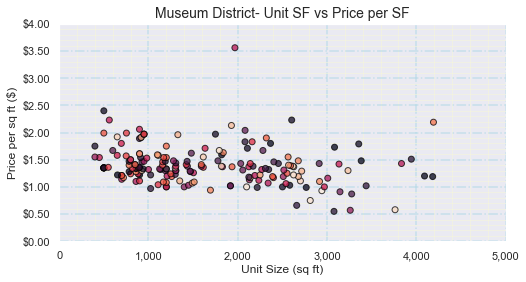 Museum District- Unit SF vs Price per SF
$4.00
$3.50
$3.00
$2.50
$2.00
$1.50
$1.00
$0.50
$0.00
Price per sq ft ($)
0 1,000 2,000 3,000 4,000 5,000
Unit Size (sq ft)